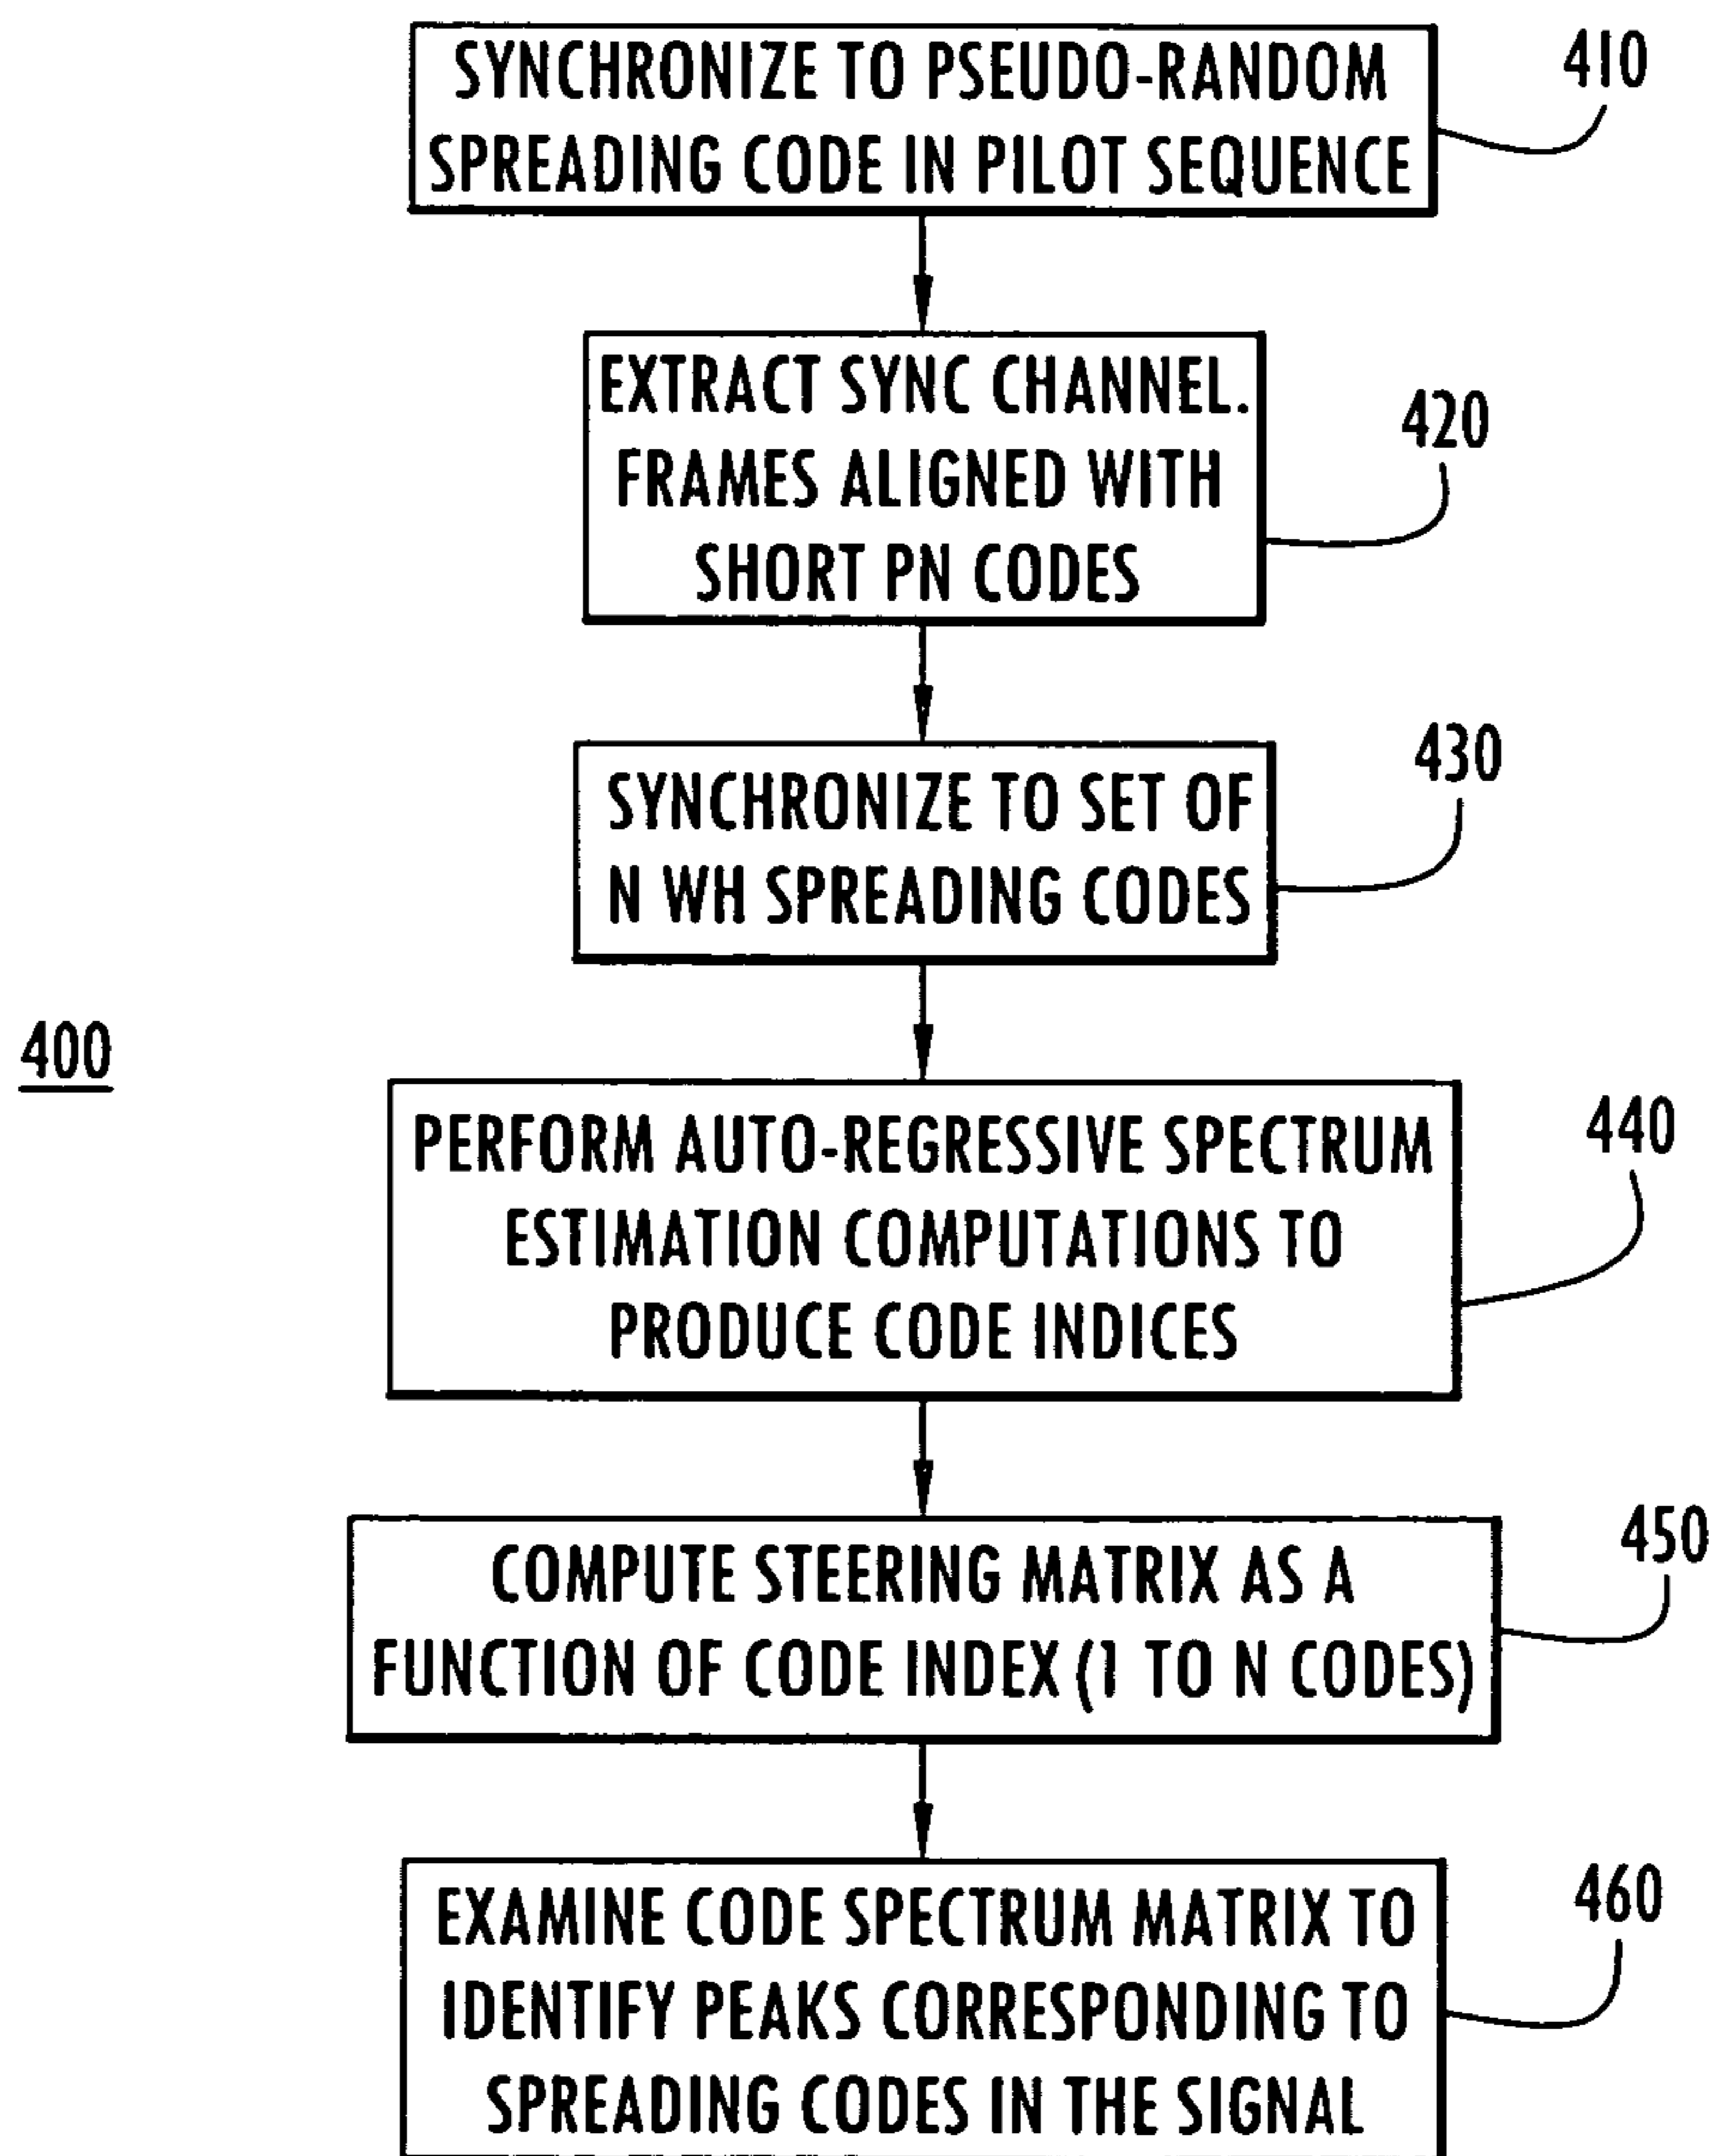 SYNCHRONIZE TO PSEUDO-RANDOM
SPREADING CODE IN PILOT SEQUENCE
410
EXTRACT SYNC CHANNEL.
FRAMES ALIGNED WITH
SHORT PN CODES
420
SYNCHRONIZE TO SET OF
N WH SPREADING CODES
430
400
PERFORM AUTO-REGRESSIVE SPECTRUM
ESTIMATION COMPUTATIONS TO
PRODUCE CODE INDICES
440
COMPUTE STEERING MATRIX AS A
FUNCTION OF CODE INDEX (1 TO N CODES)
450
EXAMINE CODE SPECTRUM MATRIX TO
IDENTIFY PEAKS CORRESPONDING TO
SPREADING CODES IN THE SIGNAL
460